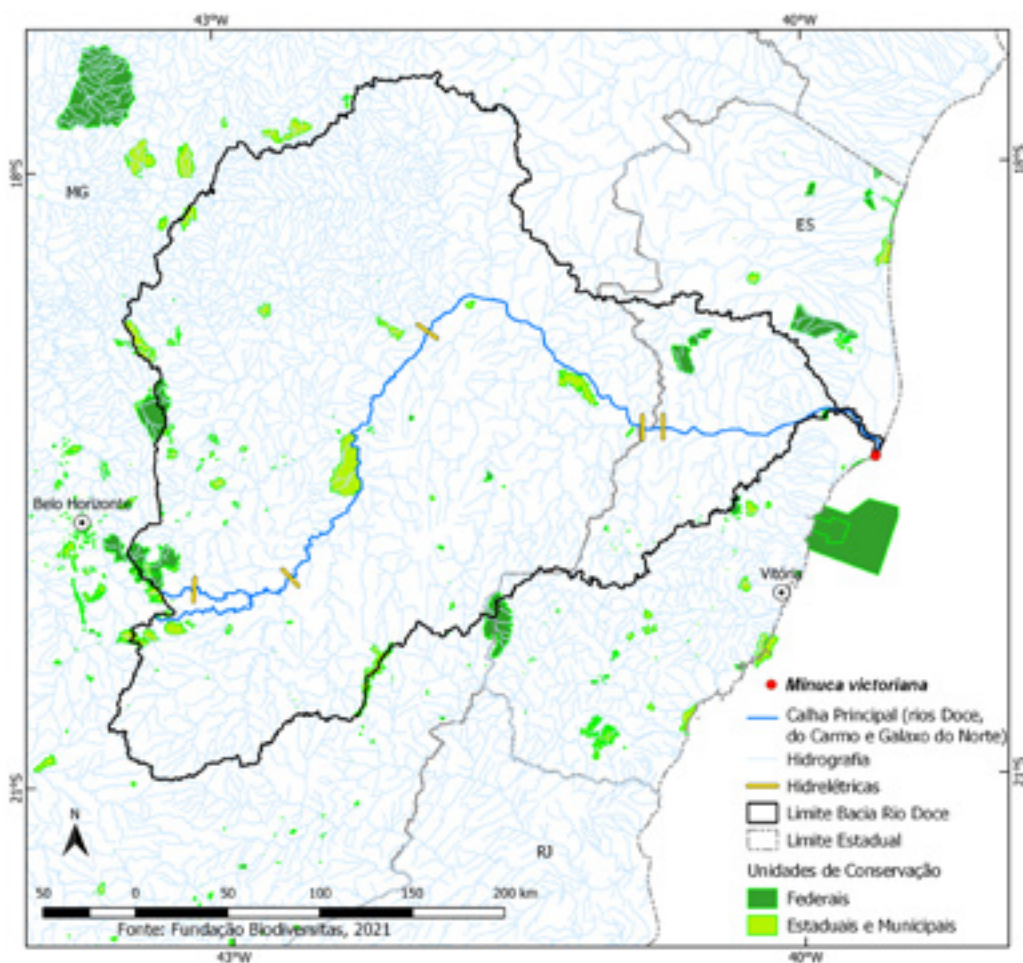 43°W
40°W
18°S
18°S
MG
ES
Belo Horizonte
Vitória
Minuca victoriana
Calha Principal (rios Doce,
do Carmo e Galaxo do Norte)
Hidrografia
Hidrelétricas
Limite Bacia Rio Doce
Limite Estadual
Unidades de Conservação
Federais
Estaduais e Municipais
21°S
21°S
N
RJ
50 0 50 100 150 200 km
Fonte: Fundação Biodiversitas, 2021
43°W
40°W